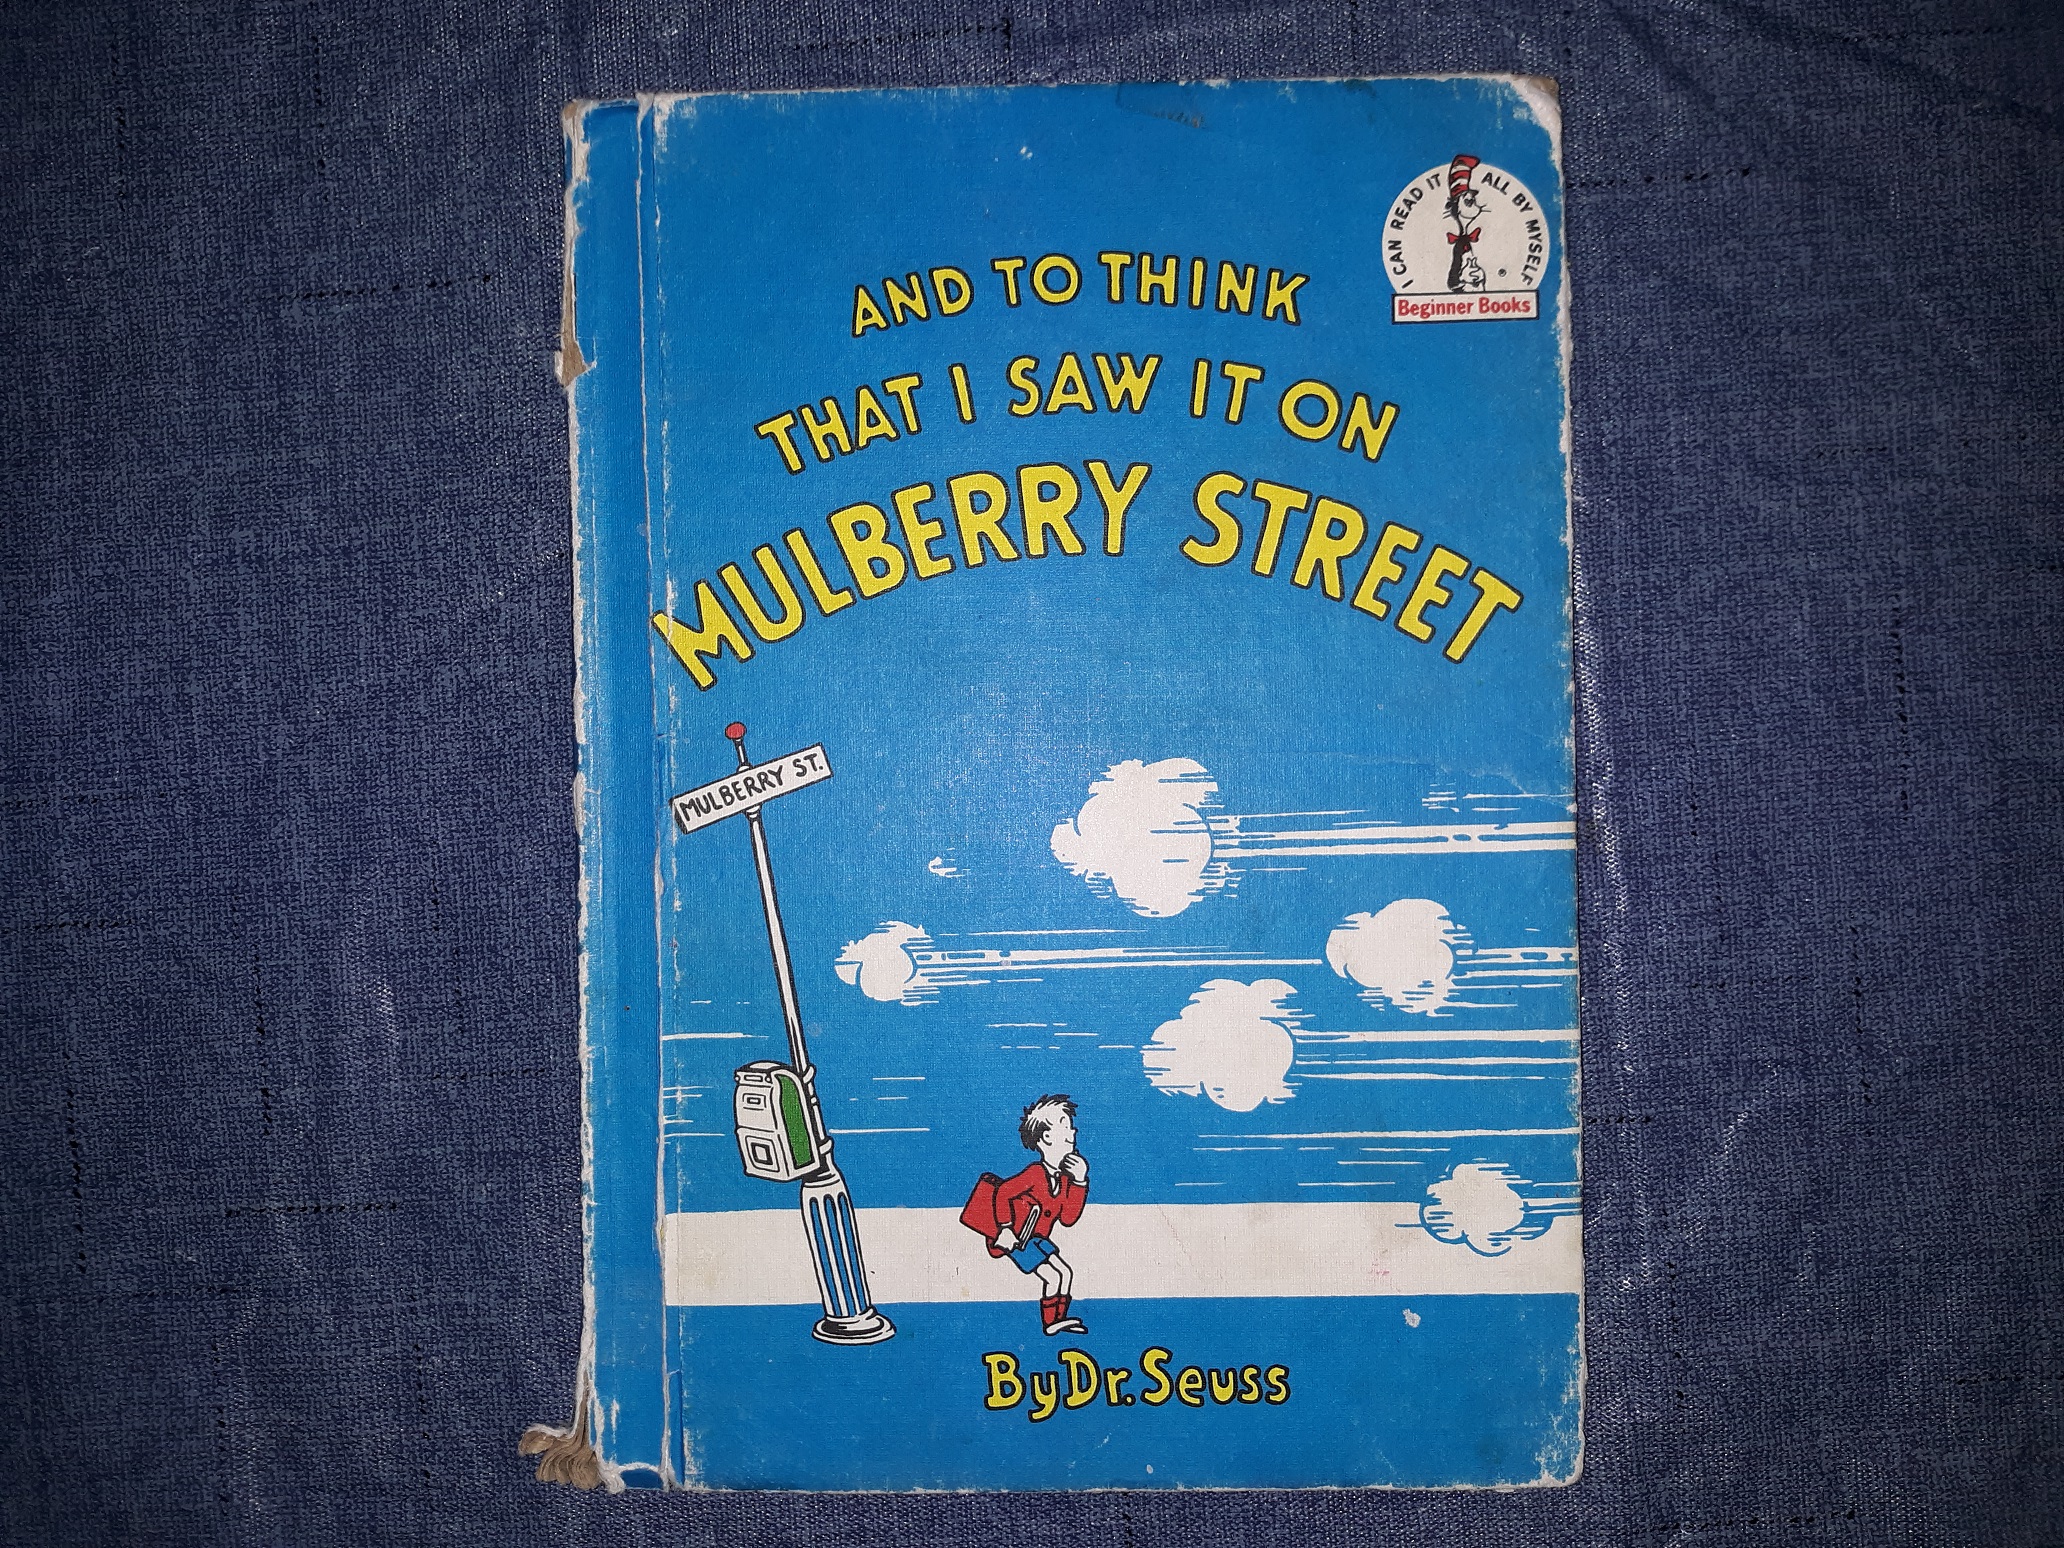 I CAN READ IT ALL BY MYSELF
®
Beginner Books
AND TO THINK
THAT I SAW IT ON
MULBERRY STREET
MULBERRY ST.
By Dr. Seuss